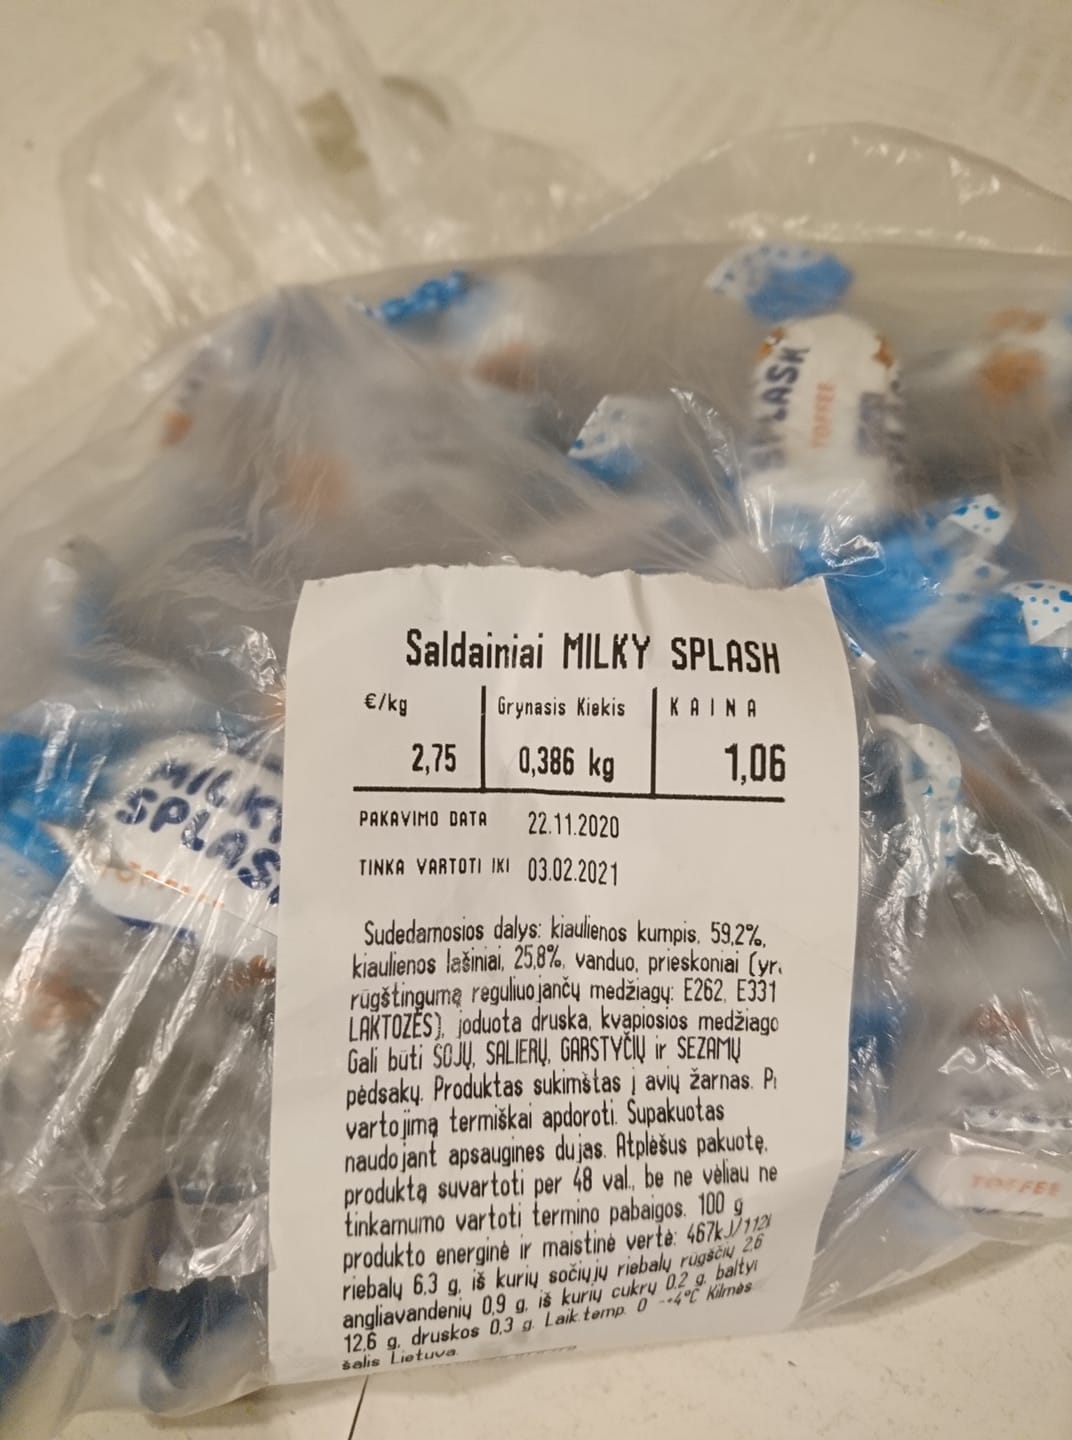 SPLASH
TOFFEE
MILKY
SPLASH
TOFFEE
Saldainiai MILKY SPLASH
€/kg Grynasis Kiekis KAINA
2,75 0,386 kg 1,06
PAKAVIMO DATA 22.11.2020
TINKA VARTOTI IKI 03.02.2021
Sudedamosios dalys: kiaulienos kumpis, 59,2%,
kiaulienos lašiniai, 25,8%, vanduo, prieskoniai (yra
rūgštingumą reguliuojančų medžiagų: E262, E331
LAKTOZĖS), joduota druska, kvapiosios medžiago
Gali būti SOJŲ, SALIERŲ, GARSTYČIŲ ir SEZAMŲ
pėdsakų. Produktas sukimštas į avių žarnas.
vartojimą termiškai apdoroti. Supakuotas
naudojant apsaugines dujas. Atplėšus pakuotę,
produktą suvartoti per 48 val., be ne vėliau ne
tinkamumo vartoti termino pabaigos. 100 g
produkto energinė ir maistinė vertė: 467kJ/112k
riebalų 6,3 g, iš kurių sočiųjų riebalų rūgščių 2,6
angliavandenių 0,9 g, iš kurių cukrų 0,2 g, balty
12,6 g, druskos 0,3 g. Laik.temp. 0 -+4°C Kilmės
šalis Lietuva.
TOFFEE